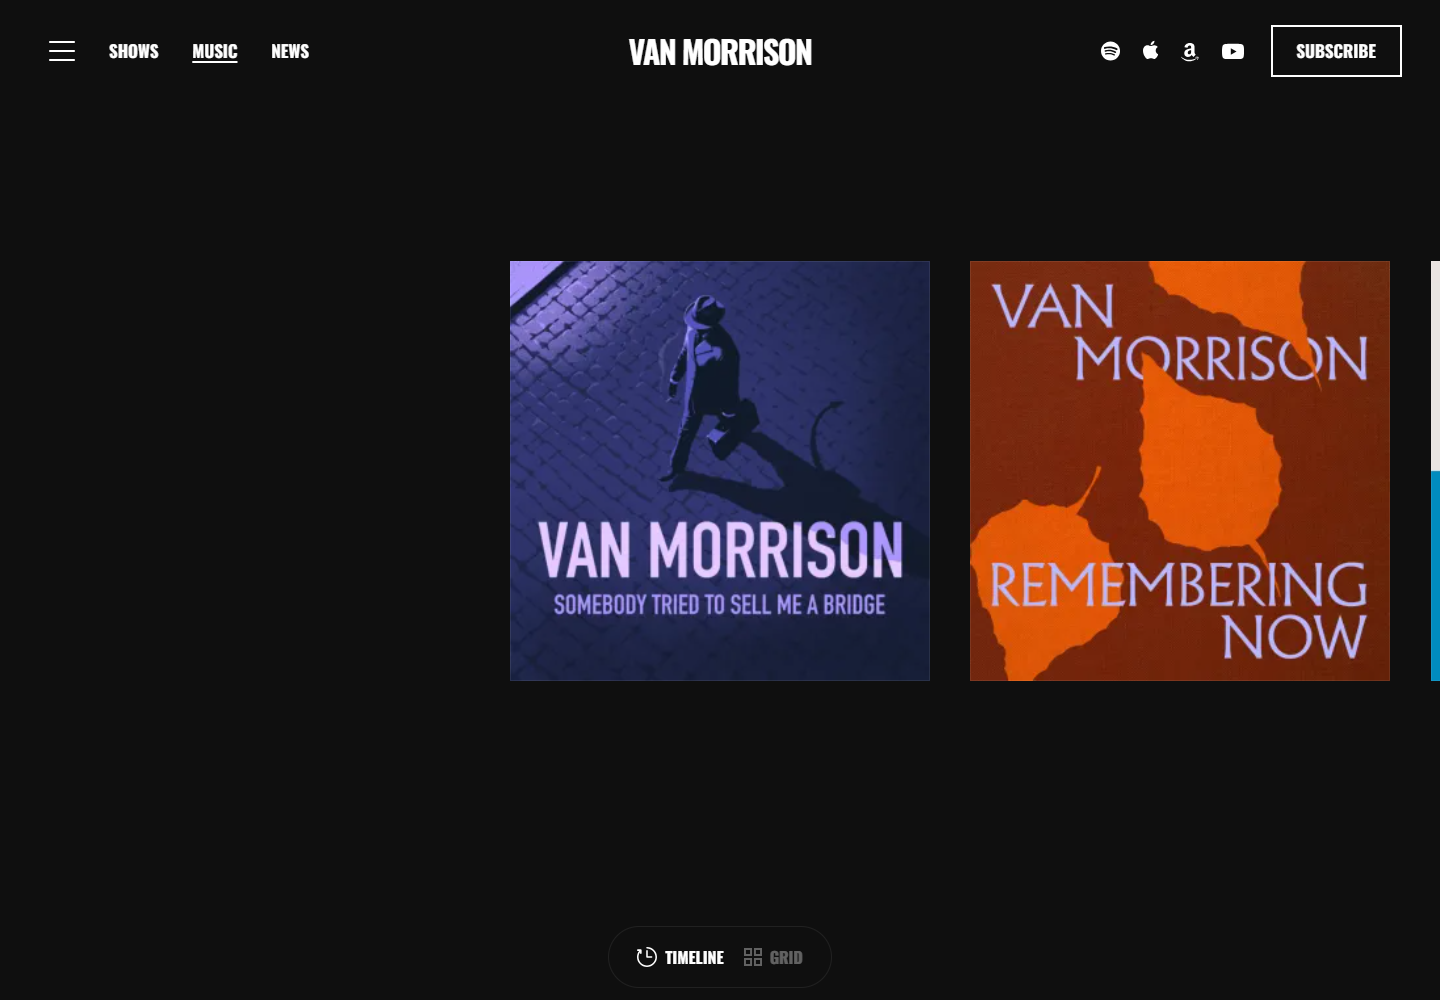 SHOWS
MUSIC
NEWS
VAN MORRISON
SUBSCRIBE
VAN MORRISON
SOMEBODY TRIED TO SELL ME A BRIDGE
VAN
MORRISON
REMEMBERING
NOW
TIMELINE
GRID